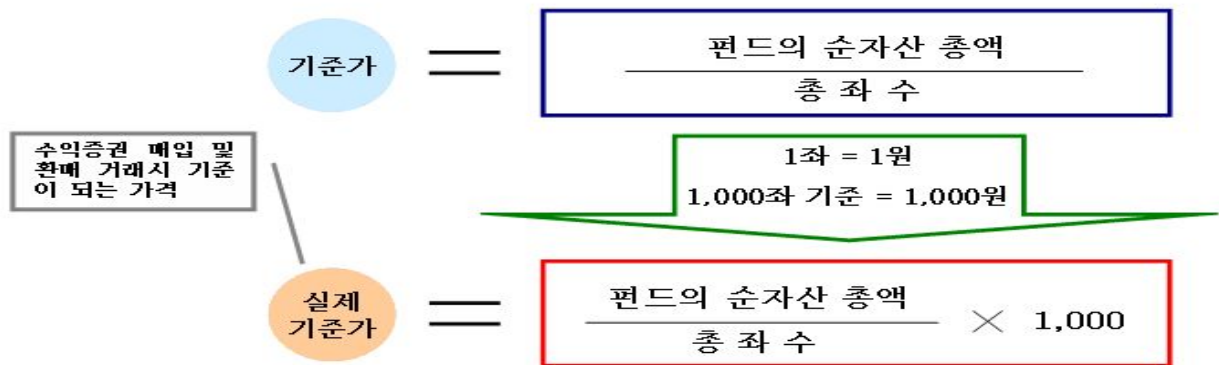 기준가
펀드의 순자산 총액
총 좌 수
수익증권 매입 및
환매 거래시 기준
이 되는 가격
1좌 = 1원
1,000좌 기준 = 1,000원
실제
기준가
펀드의 순자산 총액
총 좌 수
× 1,000